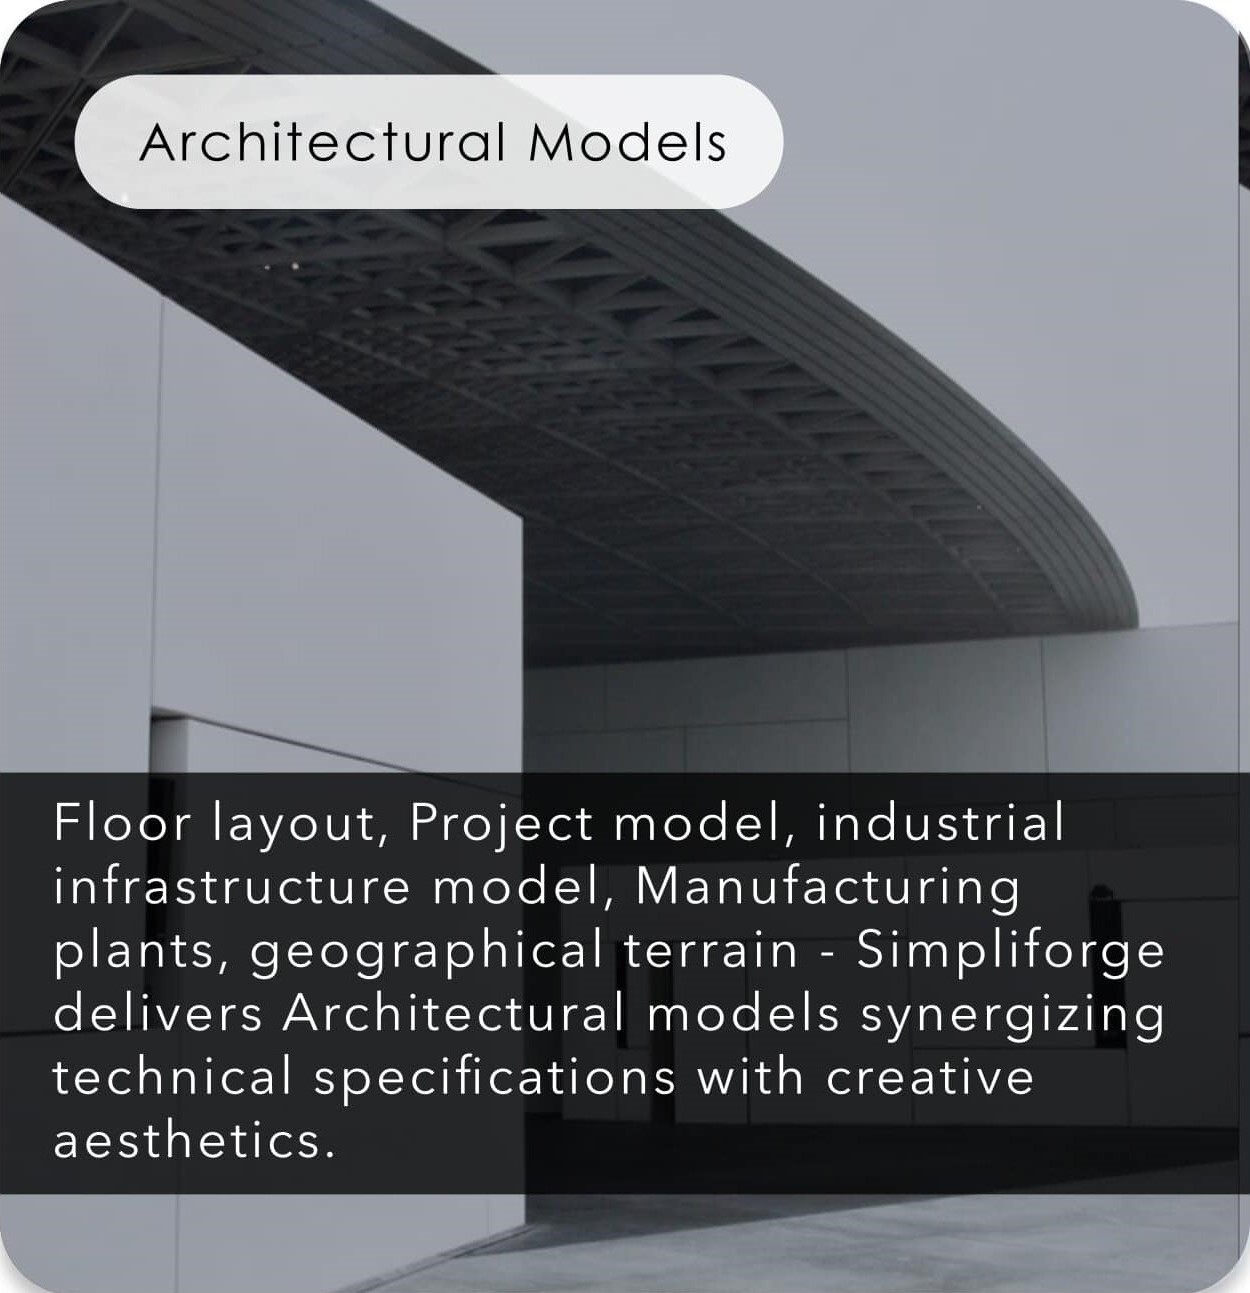 Architectural Models
Floor layout, Project model, industrial
infrastructure model, Manufacturing
plants, geographical terrain - Simpliforge
delivers Architectural models synergizing
technical specifications with creative
aesthetics.